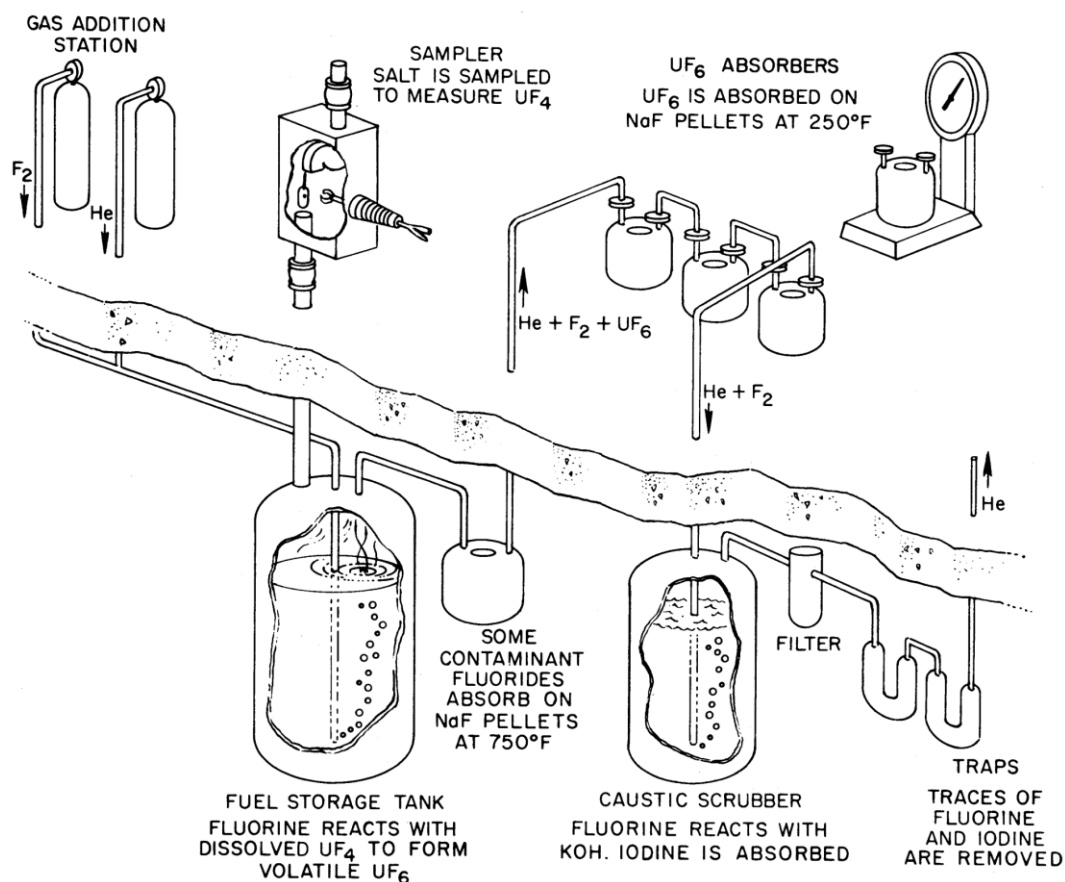 GAS ADDITION
STATION
F₂
He
SAMPLER
SALT IS SAMPLED
TO MEASURE UF₄
UF₆ ABSORBERS
UF₆ IS ABSORBED ON
NaF PELLETS AT 250°F
He + F₂ + UF₆
He + F₂
He
SOME
CONTAMINANT
FLUORIDES
ABSORB ON
NaF PELLETS
AT 750°F
FILTER
FUEL STORAGE TANK
FLUORINE REACTS WITH
DISSOLVED UF₄ TO FORM
VOLATILE UF₆
CAUSTIC SCRUBBER
FLUORINE REACTS WITH
KOH. IODINE IS ABSORBED
TRAPS
TRACES OF
FLUORINE
AND IODINE
ARE REMOVED